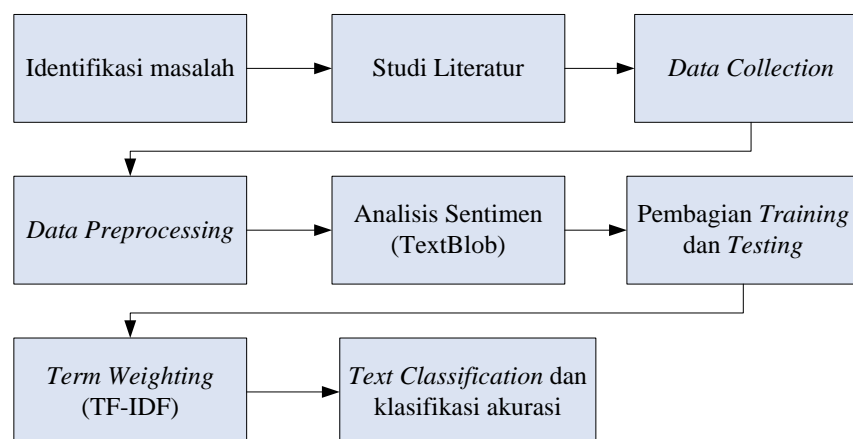 Identifikasi masalah
Studi Literatur
Data Collection
Data Preprocessing
Analisis Sentimen
(TextBlob)
Pembagian Training
dan Testing
Term Weighting
(TF-IDF)
Text Classification dan
klasifikasi akurasi